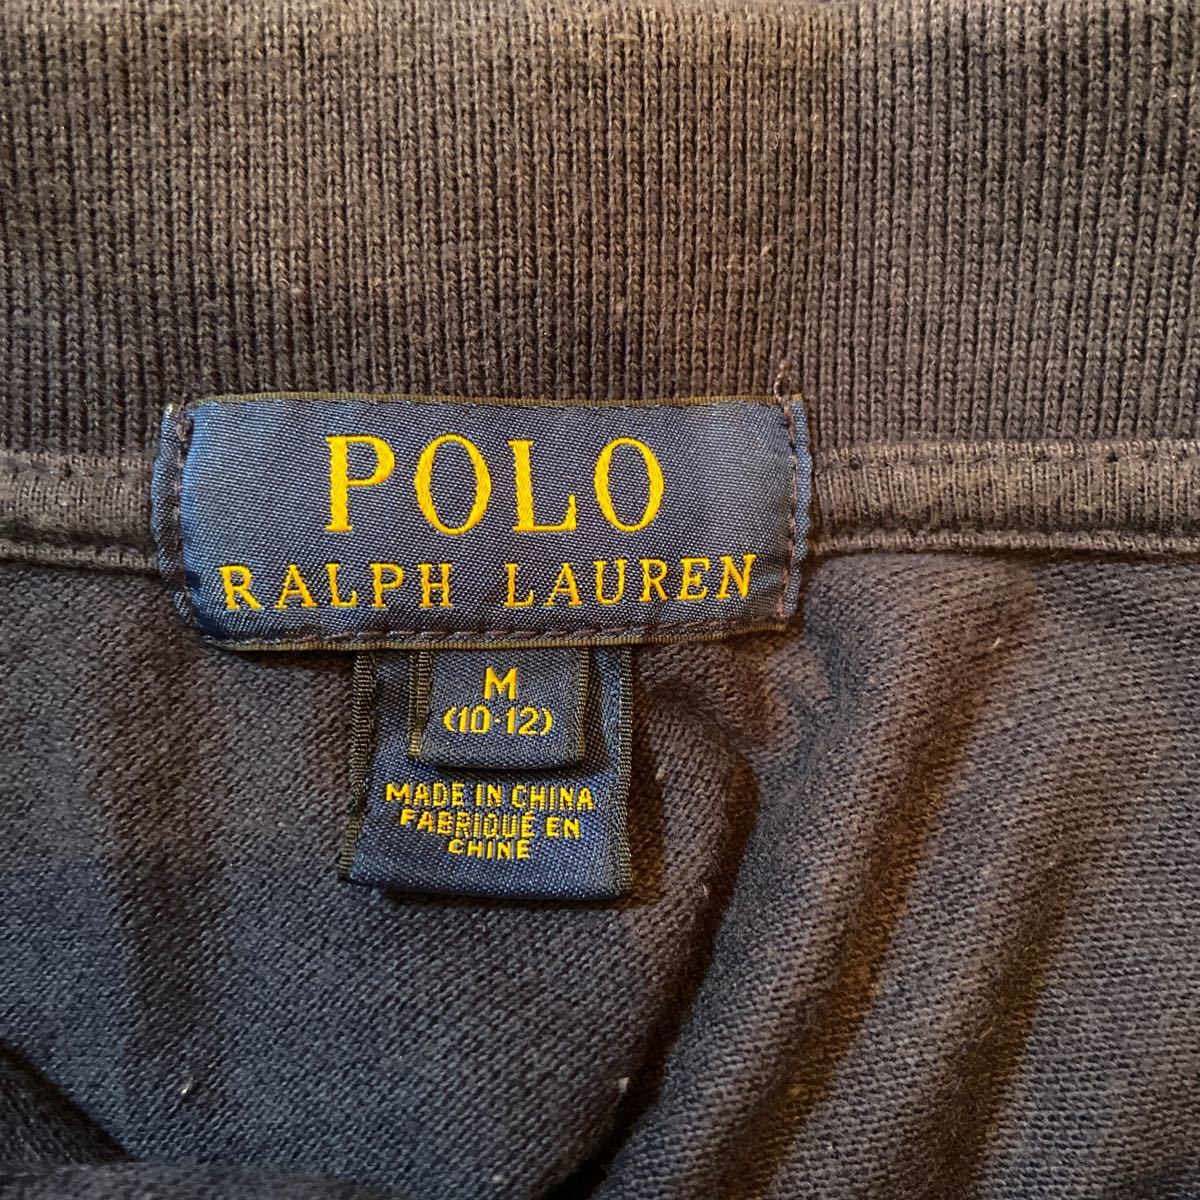 POLO
RALPH LAUREN
M
(10-12)
MADE IN CHINA
FABRIQUÉ EN
CHINE